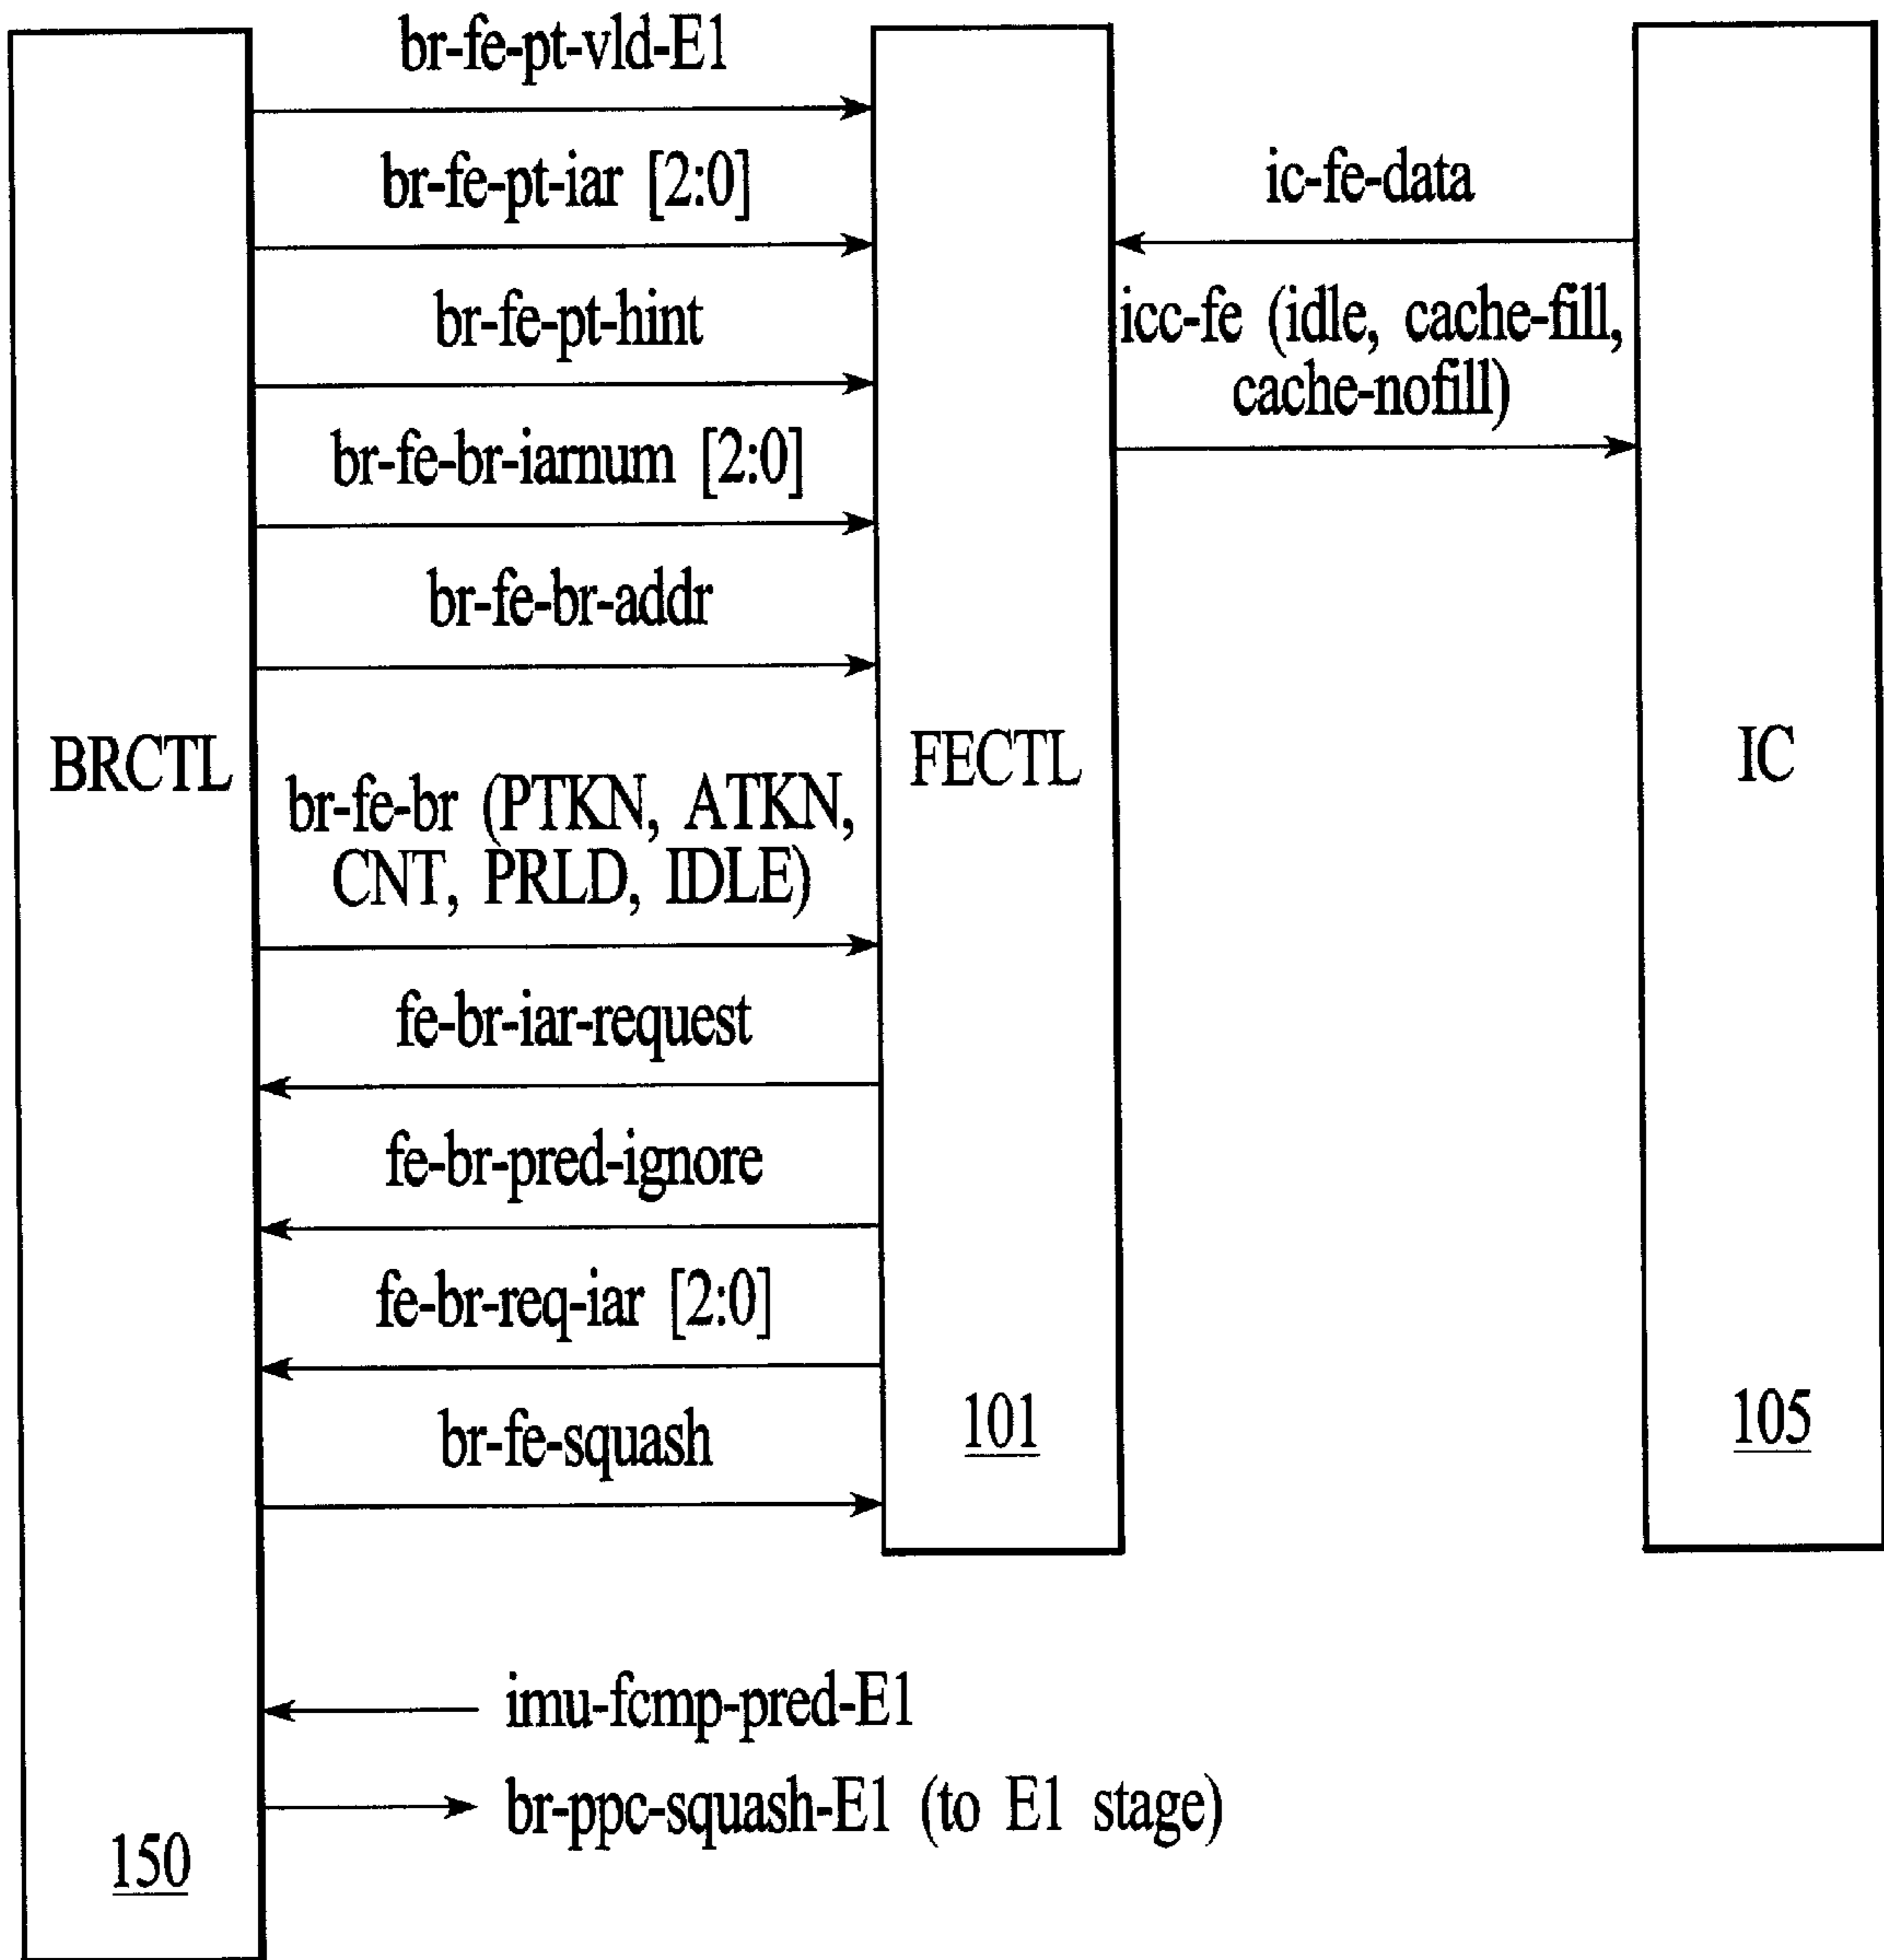 br-fe-pt-vld-E1
br-fe-pt-iar [2:0]
ic-fe-data
br-fe-pt-hint
icc-fe (idle, cache-fill,
cache-nofill)
br-fe-br-iarnum [2:0]
br-fe-br-addr
BRCTL
FECTL
IC
br-fe-br (PTKN, ATKN,
CNT, PRLD, IDLE)
fe-br-iar-request
fe-br-pred-ignore
fe-br-req-iar [2:0]
br-fe-squash
101
105
imu-fcmp-pred-E1
br-ppc-squash-E1 (to E1 stage)
150